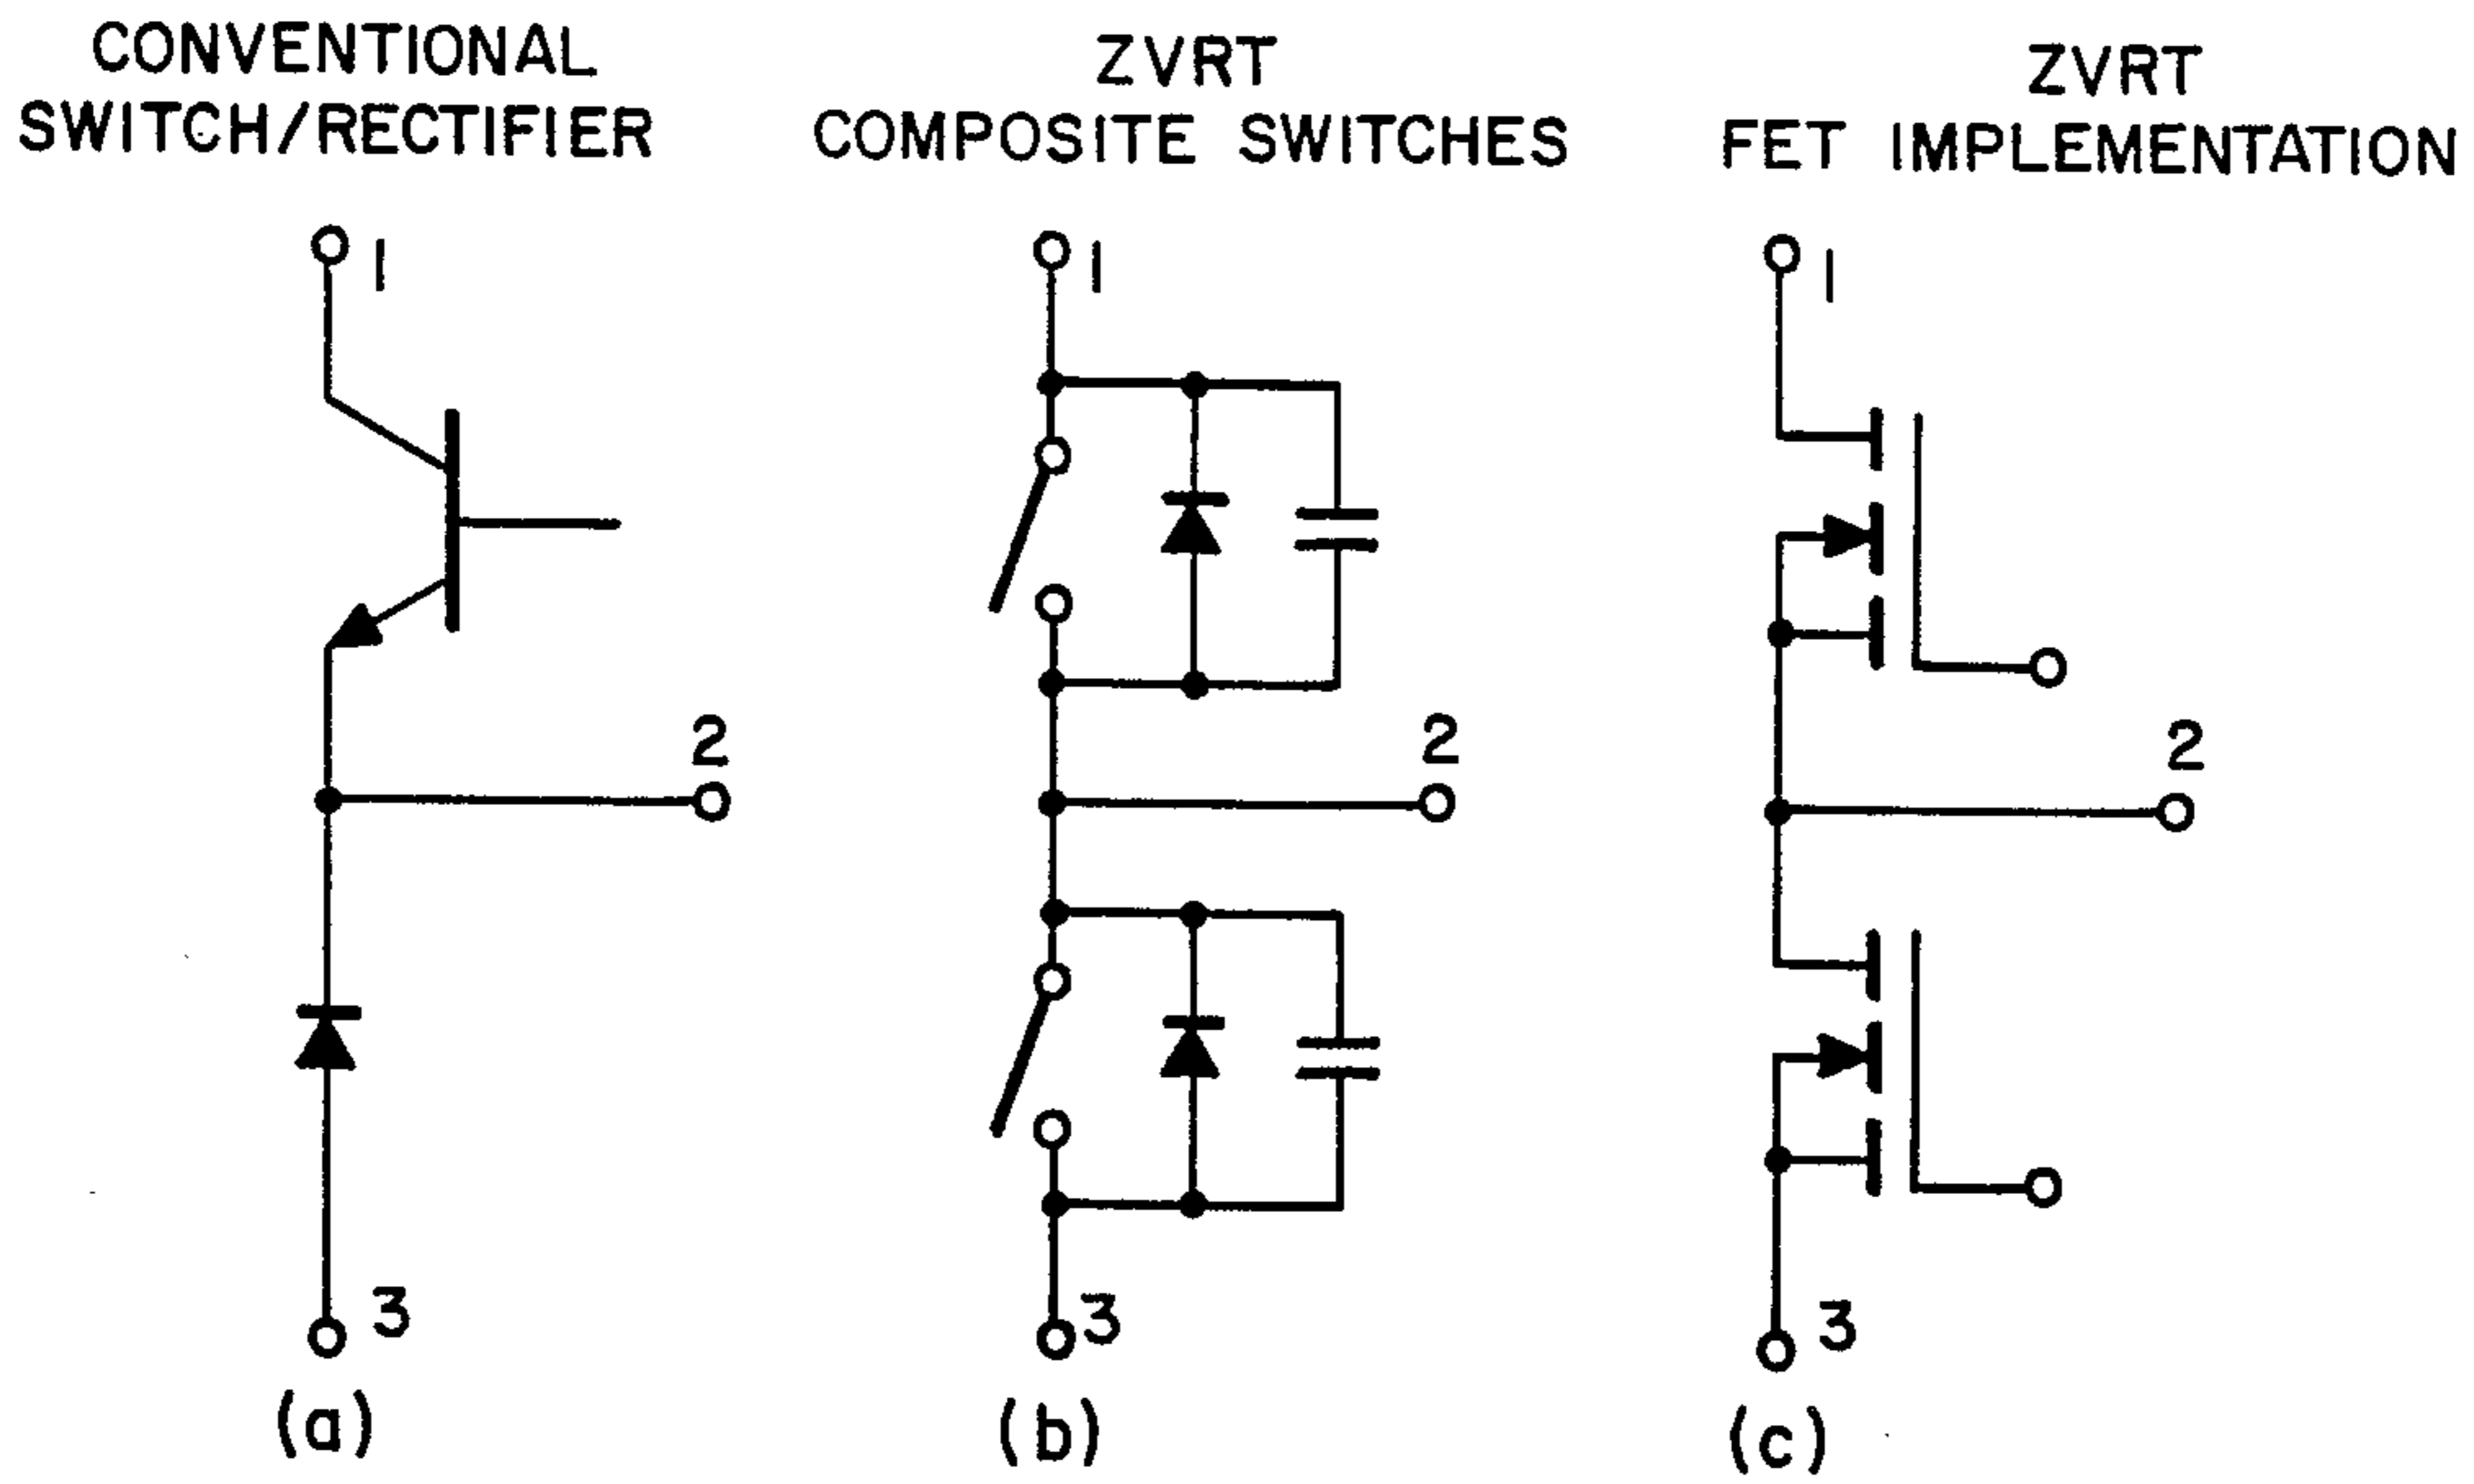 CONVENTIONAL
SWITCH/RECTIFIER
ZVRT
COMPOSITE SWITCHES
ZVRT
FET IMPLEMENTATION
1
2
3
(a)
1
2
3
(b)
1
2
3
(c)